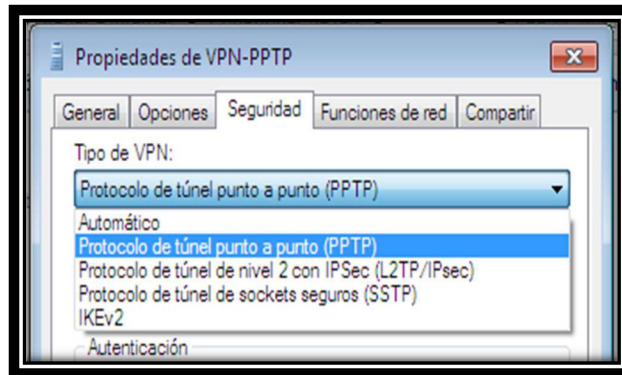 Propiedades de VPN-PPTP
General Opciones Seguridad Funciones de red Compartir
Tipo de VPN:
Protocolo de túnel punto a punto (PPTP)
Automático
Protocolo de túnel punto a punto (PPTP)
Protocolo de túnel de nivel 2 con IPSec (L2TP/IPsec)
Protocolo de túnel de sockets seguros (SSTP)
IKEv2
Autenticación